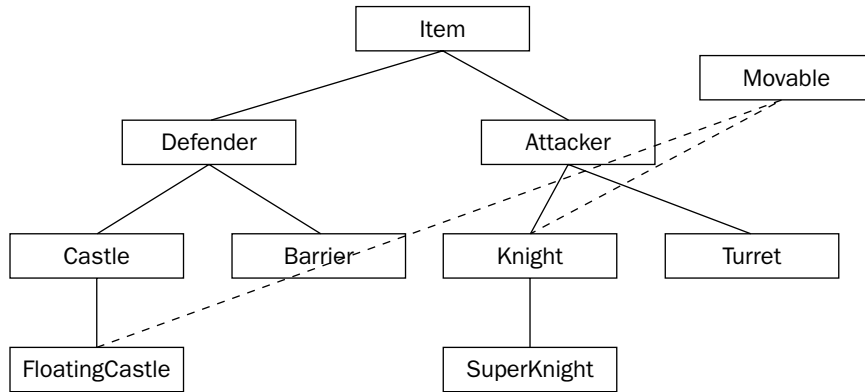 Item
Movable
Defender
Attacker
Castle
Barrier
Knight
Turret
FloatingCastle
SuperKnight